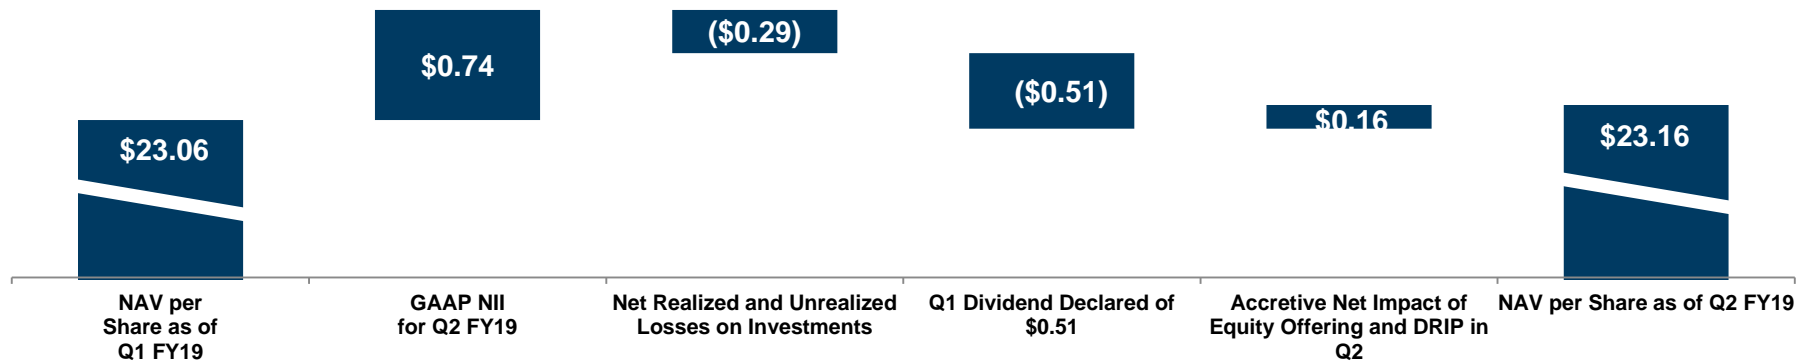 $23.06
$0.74
($0.29)
($0.51)
$0.16
$23.16
NAV per
Share as of
Q1 FY19
GAAP NII
for Q2 FY19
Net Realized and Unrealized
Losses on Investments
Q1 Dividend Declared of
$0.51
Accretive Net Impact of
Equity Offering and DRIP in
Q2
NAV per Share as of Q2 FY19